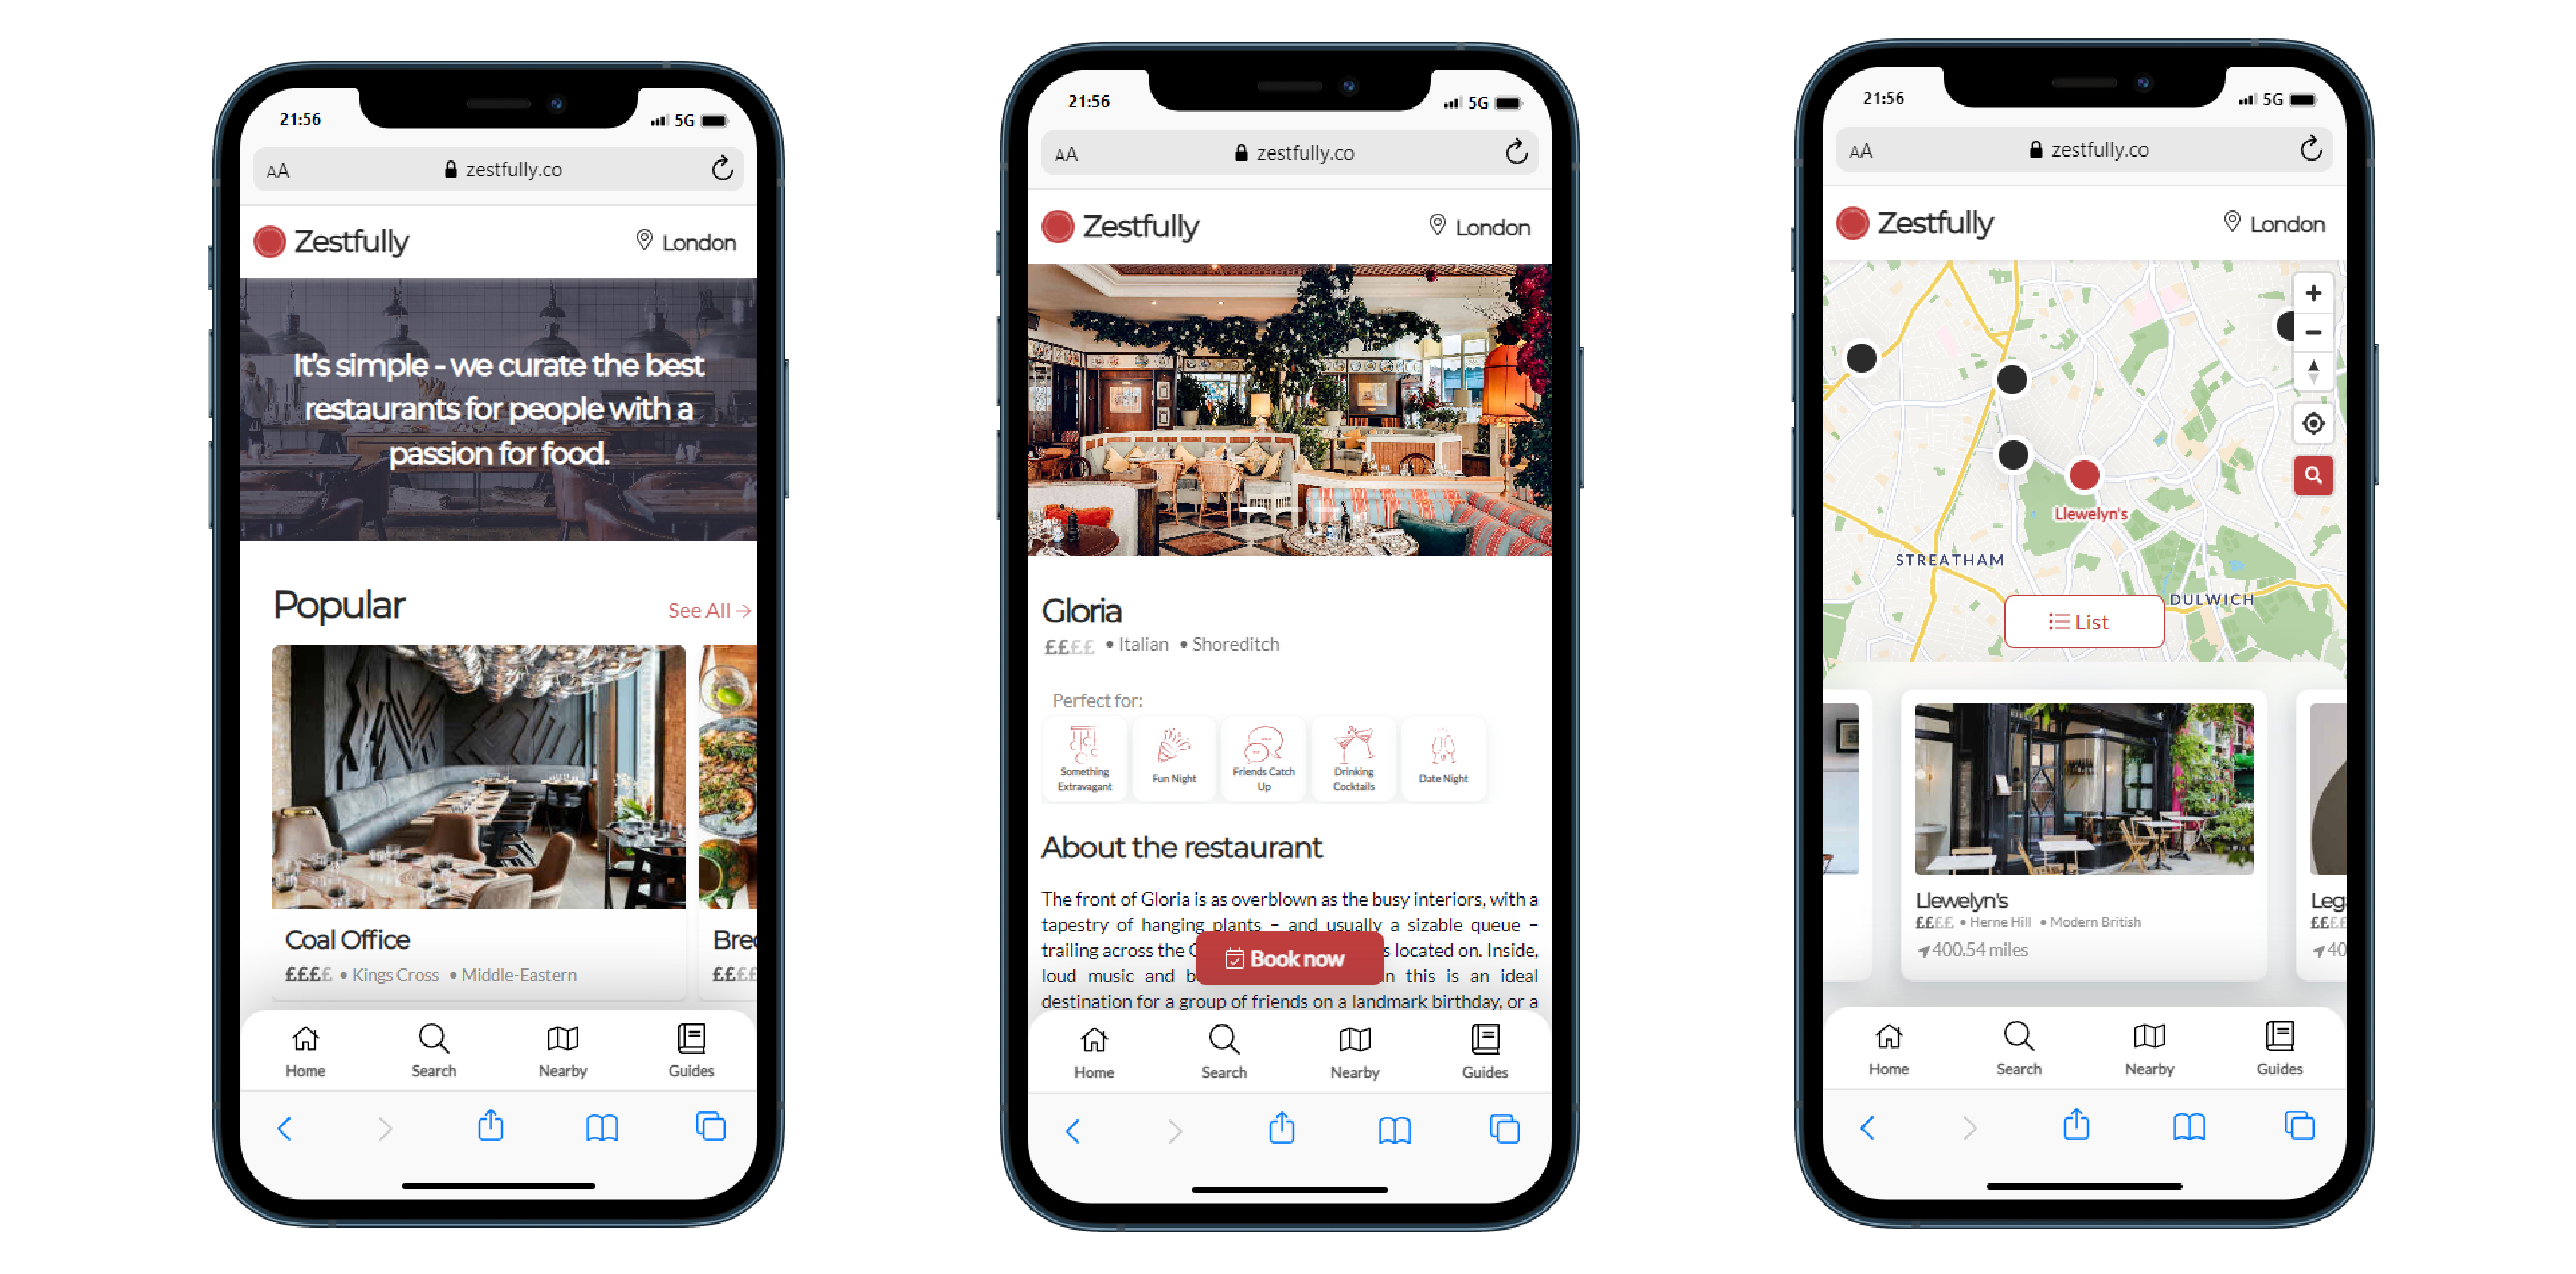 21:56
5G
AA
zestfully.co
Zestfully
London
It's simple - we curate the best
restaurants for people with a
passion for food.
Popular
See All →
Coal Office
££££ • Kings Cross • Middle-Eastern
££££
Home
Search
Nearby
Guides
21:56
5G
AA
zestfully.co
Zestfully
London
Gloria
££££ • Italian • Shoreditch
Perfect for:
Something
Extravagant
Fun Night
Friends Catch
Up
Drinking
Cocktails
Date Night
About the restaurant
The front of Gloria is as overblown as the busy interiors, with a
tapestry of hanging plants – and usually a sizable queue –
trailing across the
located on. Inside,
loud music and
this is an ideal
destination for a group of friends on a landmark birthday, or a
Book now
Home
Search
Nearby
Guides
21:56
5G
AA
zestfully.co
Zestfully
London
Llewelyn's
STREATHAM
DULWICH
List
Llewelyn's
££££ • Herne Hill • Modern British
400.54 miles
Home
Search
Nearby
Guides